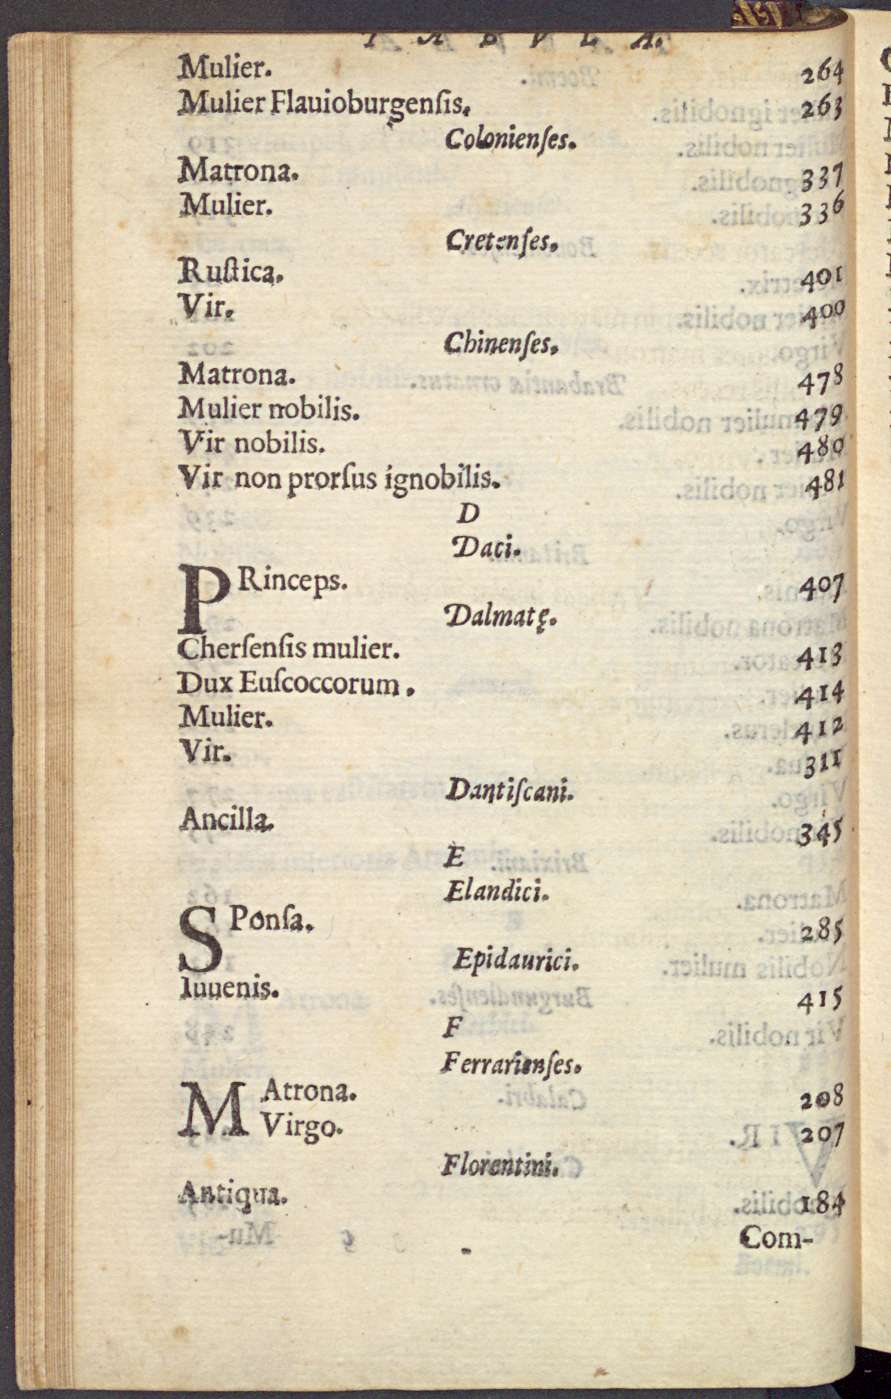 TABVLA.
Mulier. 264
Mulier Flauioburgenſis. 263
Colonienſes.
Matrona. 337
Mulier. 336
Cretenſes.
Ruſtica. 401
Vir. 400
Chinenſes.
Matrona. 478
Mulier nobilis. 479
Vir nobilis. 480
Vir non prorſus ignobilis. 481
D
Daci.
PRinceps. 407
Dalmatę.
Cherſenſis mulier. 413
Dux Euſcoccorum. 414
Mulier. 412
Vir. 311
Dantiſcani.
Ancilla. 345
E
Elandici.
SPonſa. 285
Epidaurici.
Iuuenis. 415
F
Ferrarienſes.
MAtrona. 208
Virgo. 207
Florentini.
Antiqua. 184
Com-